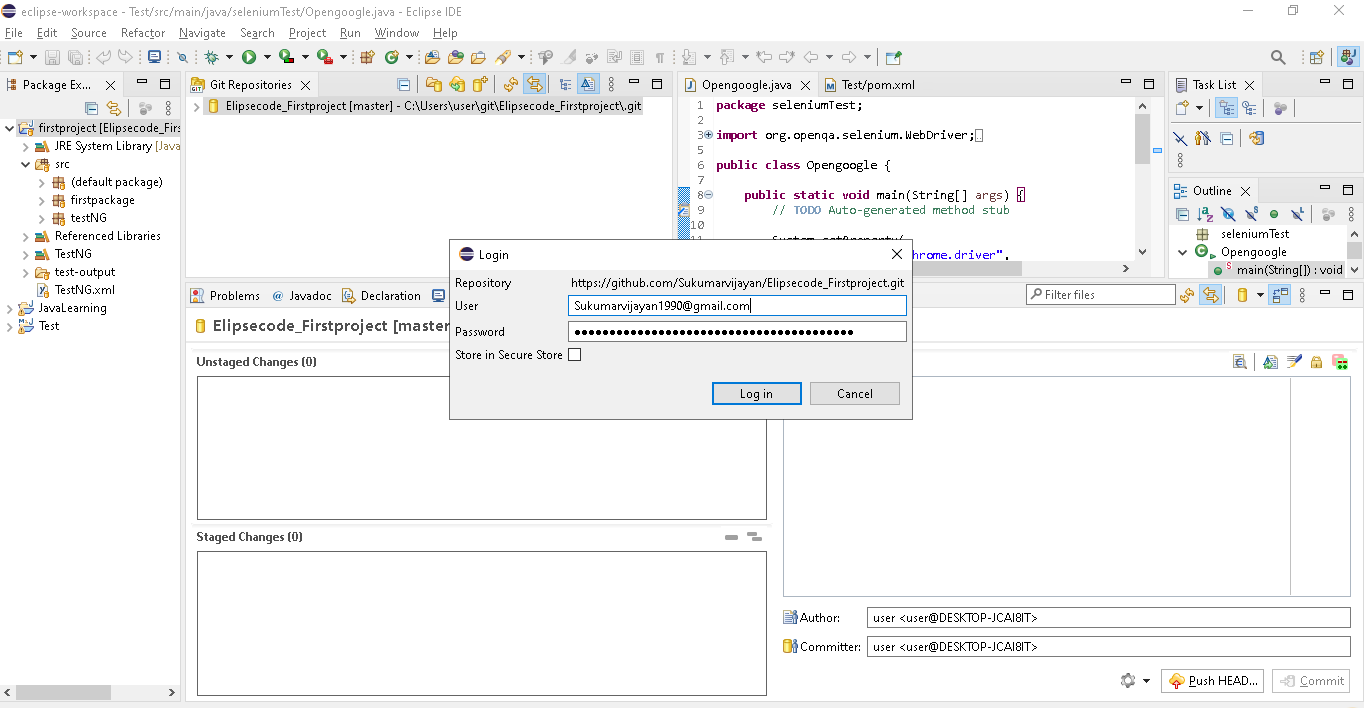 eclipse-workspace - Test/src/main/java/seleniumTest/Opengoogle.java - Eclipse IDE
File Edit Source Refactor Navigate Search Project Run Window Help
Package Ex...
firstproject [Elipsecode_Firs
JRE System Library [Java
src
(default package)
firstpackage
testNG
Referenced Libraries
TestNG
test-output
TestNG.xml
JavaLearning
Test
Git Repositories
Elipsecode_Firstproject [master] - C:\Users\user\git\Elipsecode_Firstproject\.git
Opengoogle.java
Test/pom.xml
1 package seleniumTest;
2
3 import org.openqa.selenium.WebDriver;
5
6 public class Opengoogle {
7
8 public static void main(String[] args) {
9 // TODO Auto-generated method stub
10
11 System.setProperty(
hrome.driver",
Task List
Outline
seleniumTest
Opengoogle
main(String[]) : void
Problems
@ Javadoc
Declaration
Filter files
Elipsecode_Firstproject [master
Unstaged Changes (0)
Staged Changes (0)
Login
Repository https://github.com/Sukumarvijayan/Elipsecode_Firstproject.git
User Sukumarvijayan1990@gmail.com
Password
Store in Secure Store
Log in
Cancel
Author: user <user@DESKTOP-JCAI8IT>
Committer: user <user@DESKTOP-JCAI8IT>
Push HEAD...
Commit